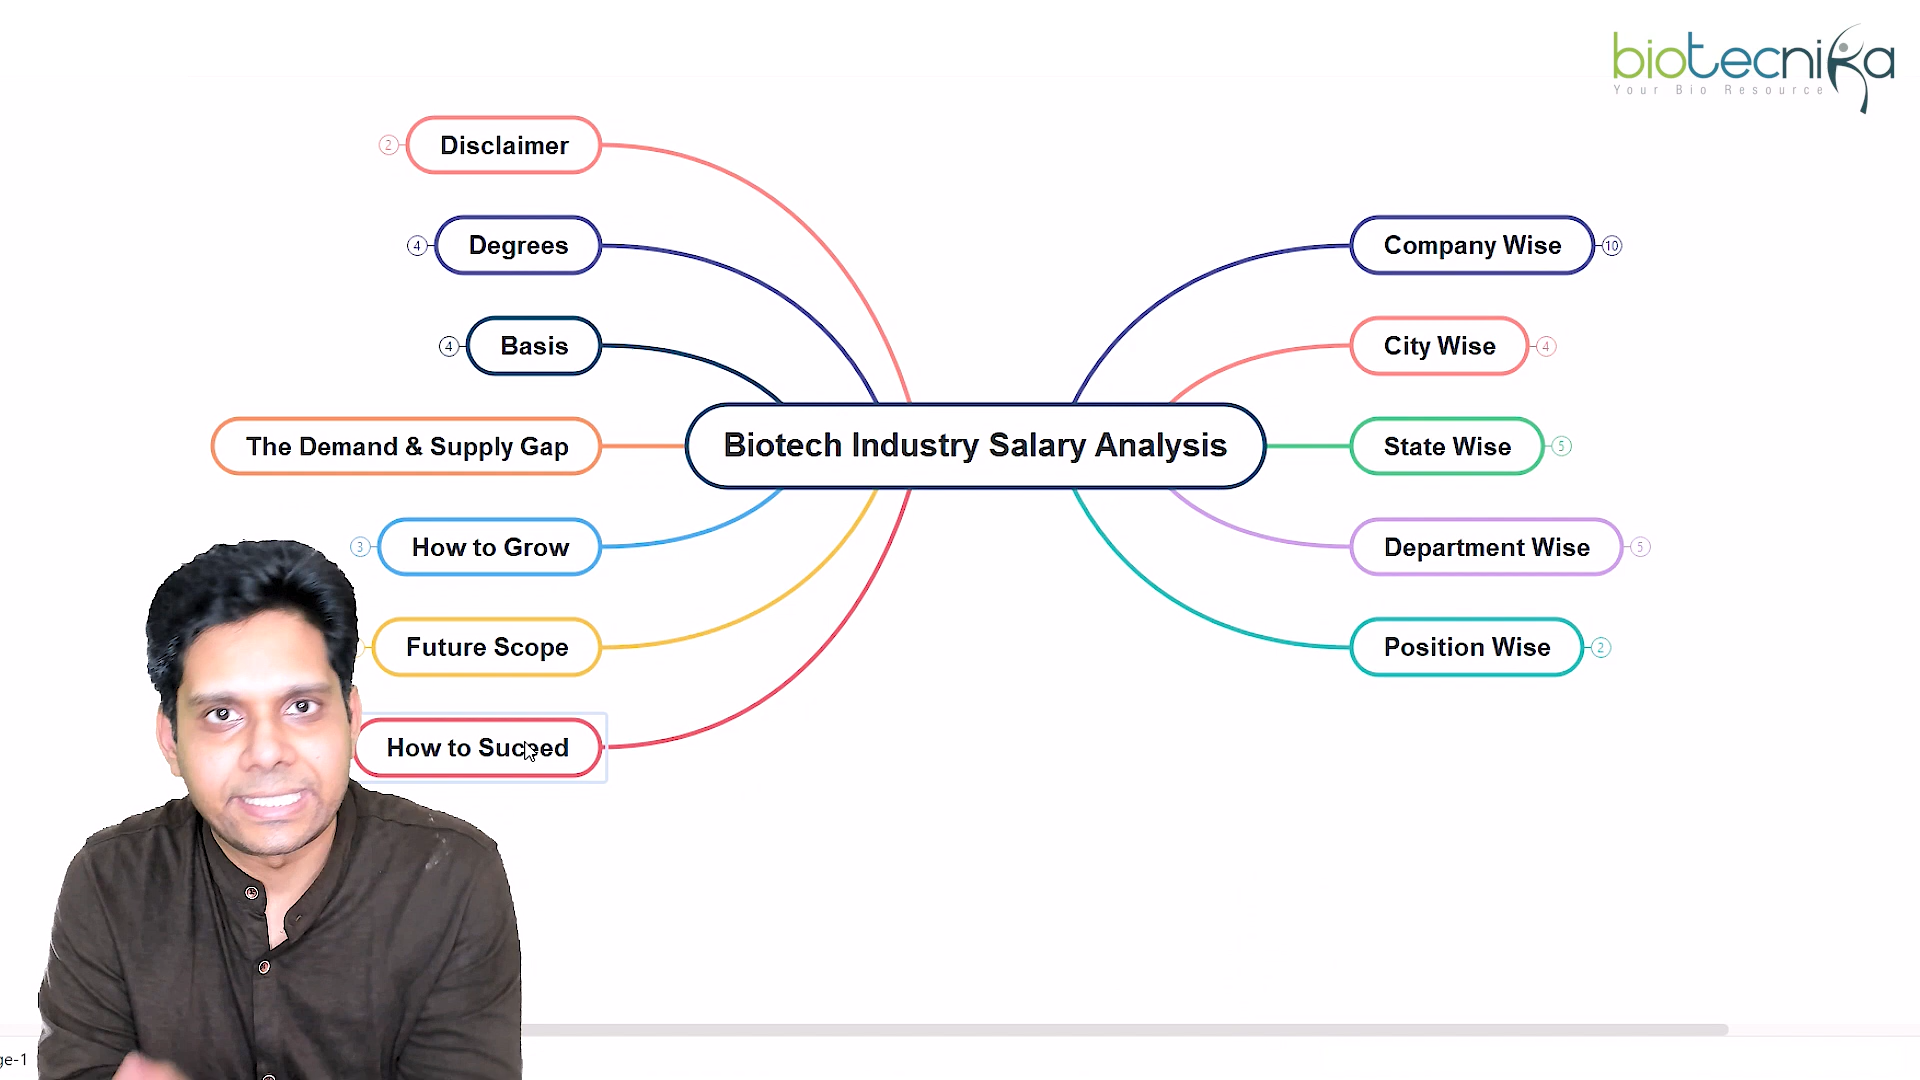 biotecnika
Your Bio Resource
2 Disclaimer
4 Degrees
4 Basis
The Demand & Supply Gap
3 How to Grow
Future Scope
How to Succeed
Biotech Industry Salary Analysis
Company Wise 10
City Wise 4
State Wise 5
Department Wise 5
Position Wise 2
ge-1